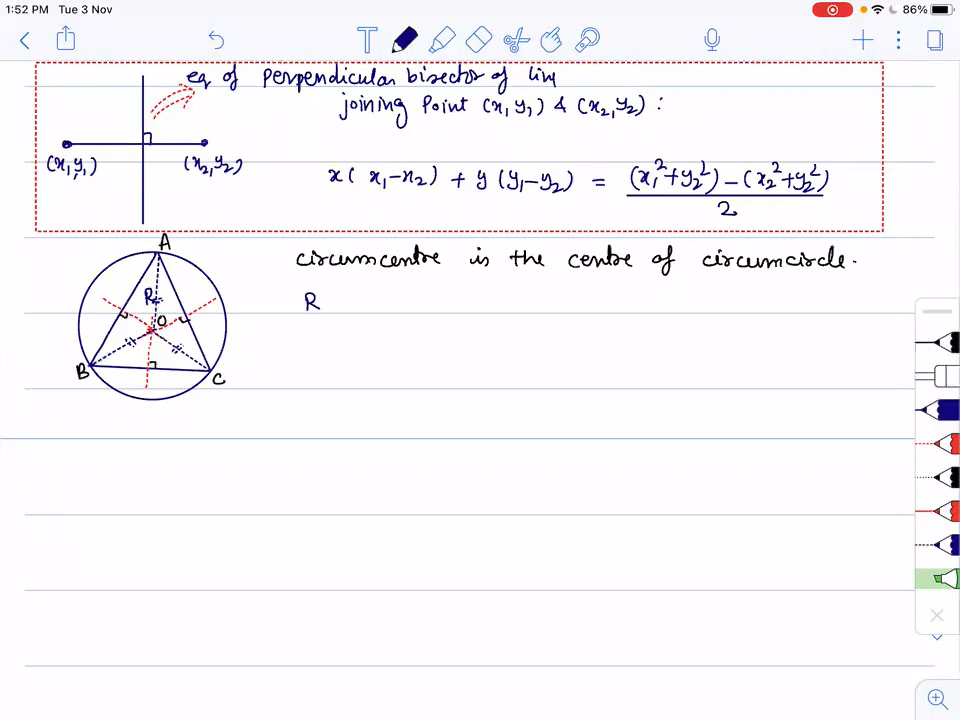 1:52 PM Tue 3 Nov
86%
T
eq of perpendicular bisector of line
joining Point (x₁,y₁) & (x₂,y₂) :
(x₁,y₁)
(x₂,y₂)
x( x₁-x₂) + y (y₁-y₂) = (x₁²+y₂²)-(x₂²+y₂²)
2
A
circumcentre is the centre of circumcircle.
R
R
O
B
C